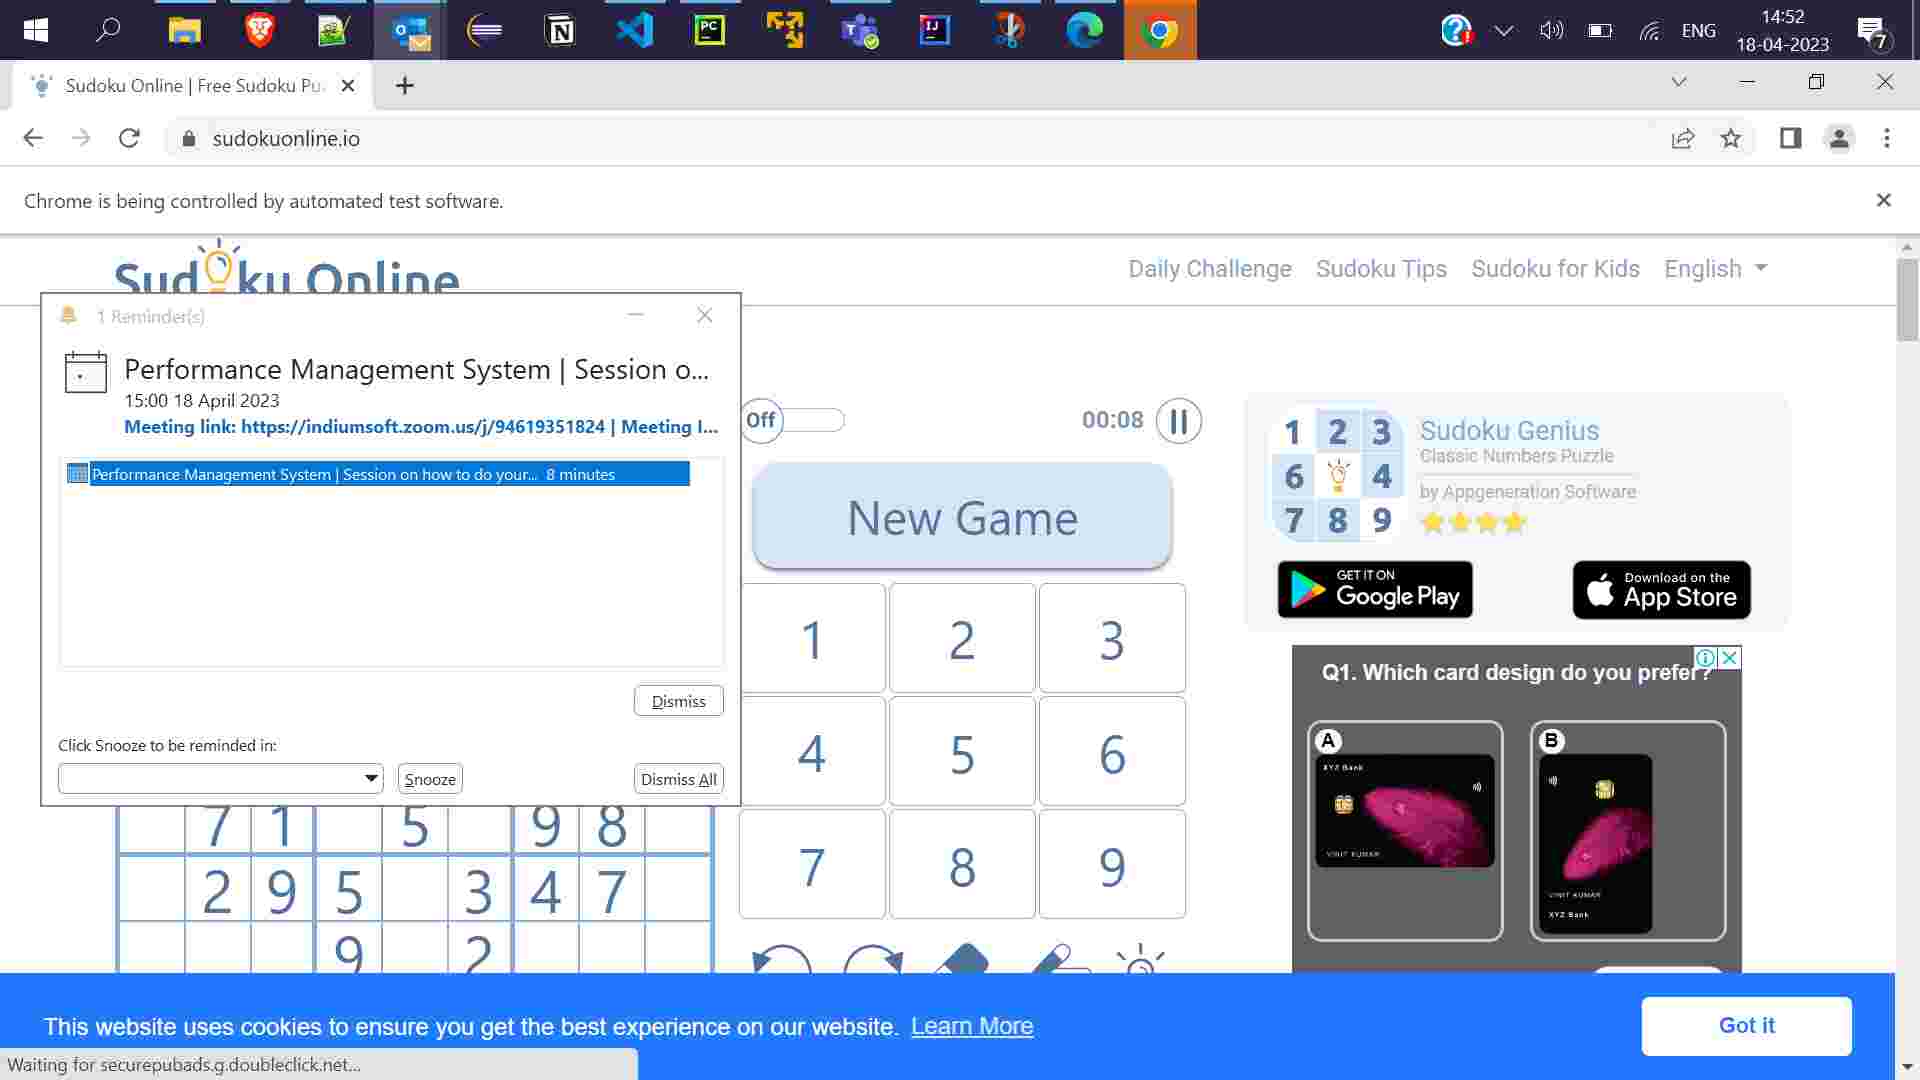 ENG
14:52
18-04-2023
7
Sudoku Online | Free Sudoku Pu
sudokuonline.io
Chrome is being controlled by automated test software.
Sudoku Online
Daily Challenge Sudoku Tips Sudoku for Kids English
1 Reminder(s)
Performance Management System | Session o...
15:00 18 April 2023
Meeting link: https://indiumsoft.zoom.us/j/94619351824 | Meeting I...
Performance Management System | Session on how to do your... 8 minutes
Dismiss
Click Snooze to be reminded in:
Snooze
Dismiss All
Off
00:08
New Game
1 2 3
4 5 6
7 8 9
7 1 5 9 8
2 9 5 3 4 7
9 2
1 2 3
6 4
7 8 9
Sudoku Genius
Classic Numbers Puzzle
by Appgeneration Software
GET IT ON
Google Play
Download on the
App Store
Q1. Which card design do you prefer?
A
XYZ Bank
VINIT KUMAR
B
VINIT KUMAR
XYZ Bank
This website uses cookies to ensure you get the best experience on our website. Learn More
Got it
Waiting for securepubads.g.doubleclick.net...